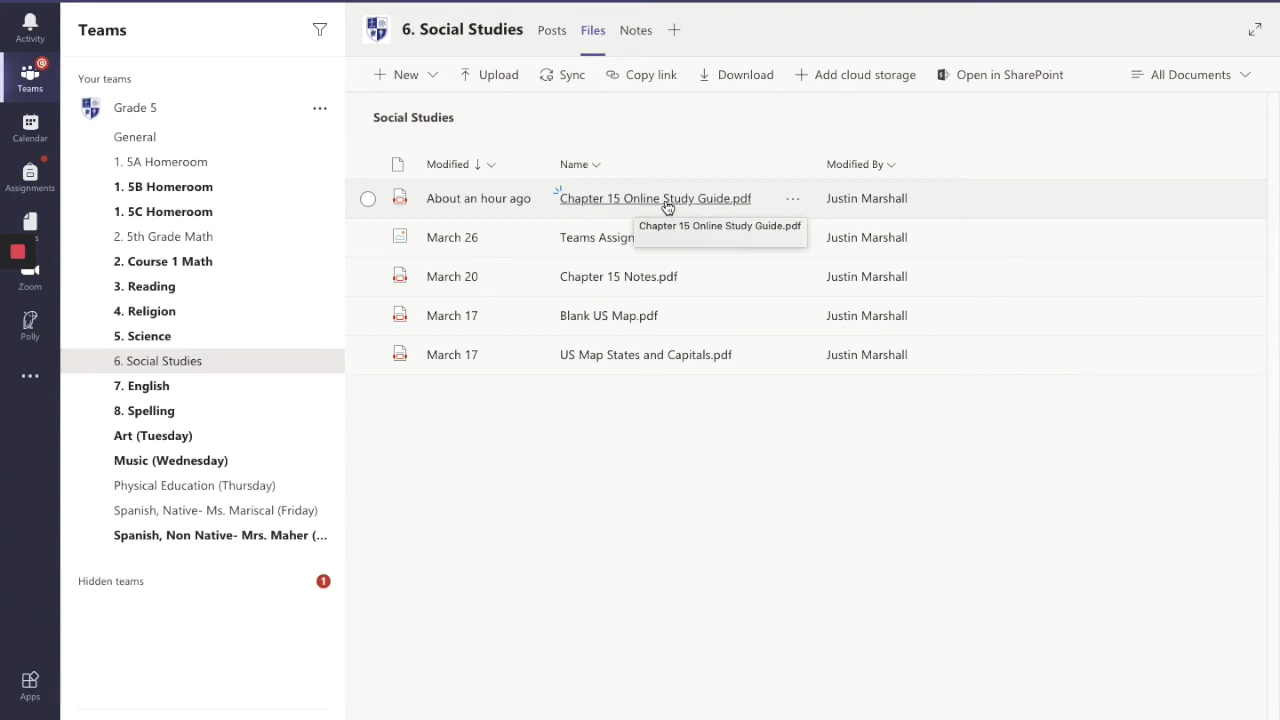 Activity
Teams
Calendar
Assignments
Zoom
Polly
Apps
Teams
Your teams
Grade 5
General
1. 5A Homeroom
1. 5B Homeroom
1. 5C Homeroom
2. 5th Grade Math
2. Course 1 Math
3. Reading
4. Religion
5. Science
6. Social Studies
7. English
8. Spelling
Art (Tuesday)
Music (Wednesday)
Physical Education (Thursday)
Spanish, Native- Ms. Mariscal (Friday)
Spanish, Non Native- Mrs. Maher (...
Hidden teams 1
6. Social Studies Posts Files Notes
New Upload Sync Copy link Download Add cloud storage Open in SharePoint All Documents
Social Studies
Modified Name Modified By
About an hour ago Chapter 15 Online Study Guide.pdf Justin Marshall
Chapter 15 Online Study Guide.pdf
March 26 Teams Assign Justin Marshall
March 20 Chapter 15 Notes.pdf Justin Marshall
March 17 Blank US Map.pdf Justin Marshall
March 17 US Map States and Capitals.pdf Justin Marshall